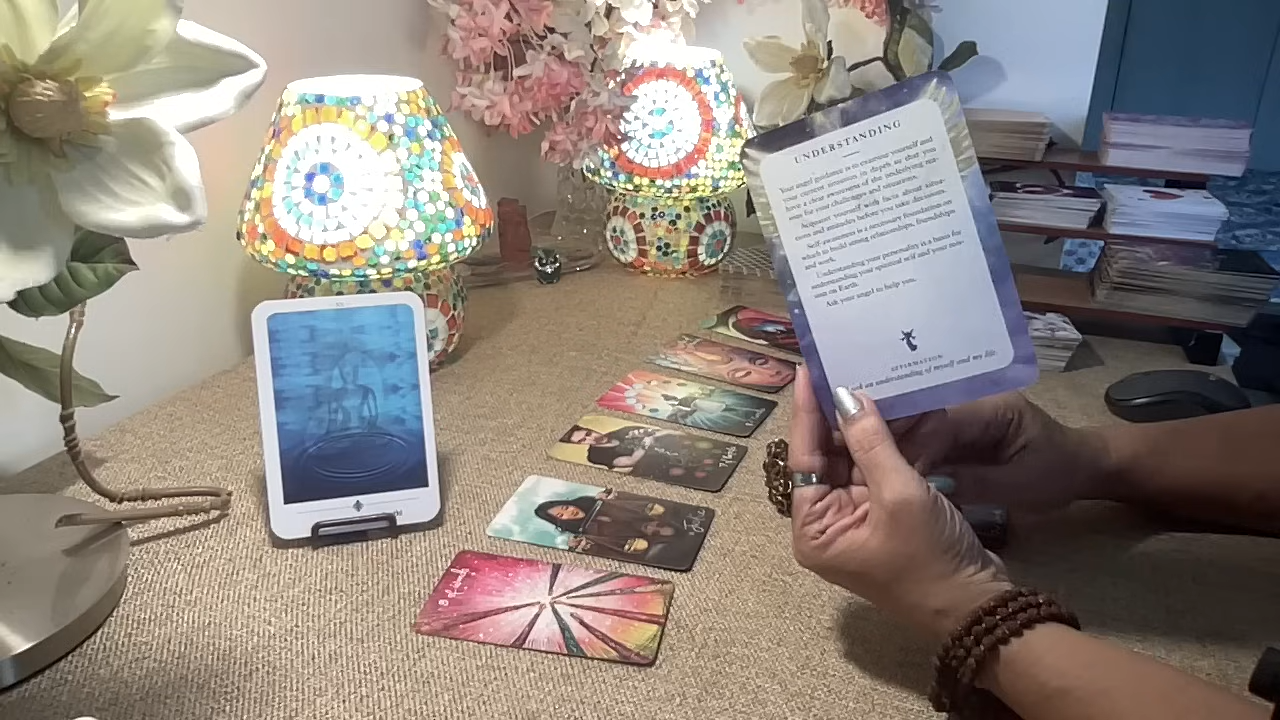 UNDERSTANDING
Your angel guidance is to examine yourself and
your current situation in depth so that you
have a clear awareness of the underlying rea-
sons for your challenges and situations.
Acquaint yourself with facts about situa-
tions and attitudes before you take decisions.
Self-awareness is a necessary foundation on
which to build strong relationships, friendships
and work.
Understanding your personality is a basis for
understanding your spiritual self and your mis-
sion on Earth.
Ask your angel to help you.
AFFIRMATION
an understanding of myself and my life.
Justice
8 of wands